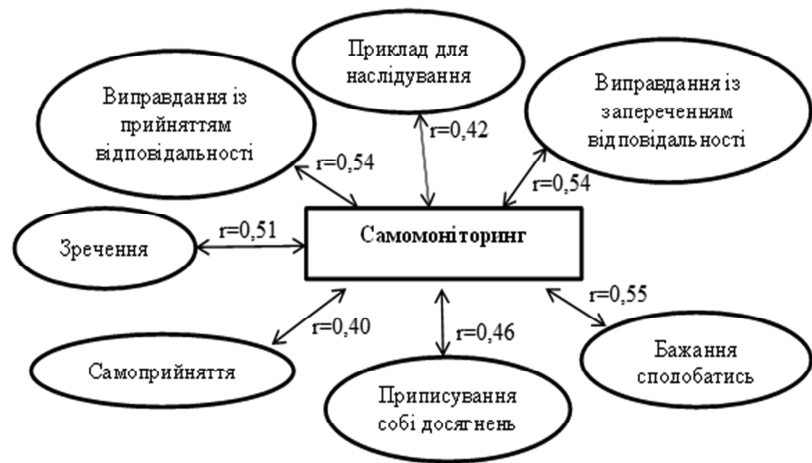 Приклад для
наслідування
Виправдання із
прийняттям
відповідальності
Виправдання із
запереченням
відповідальності
r=0,42
r=0,54
r=0,54
Зречення
r=0,51
Самомоніторинг
r=0,40
r=0,46
r=0,55
Самоприйняття
Приписування
собі досягнень
Бажання
сподобатись